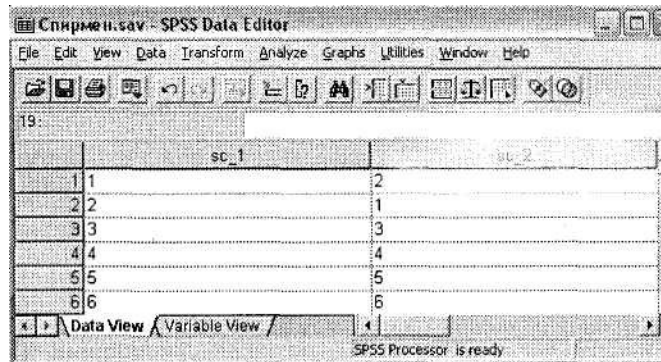 Спирмен.sav - SPSS Data Editor
File Edit View Data Transform Analyze Graphs Utilities Window Help
19:
sc_1 sc_2
1 1 2
2 2 1
3 3 3
4 4 4
5 5 5
6 6 6
Data View Variable View
SPSS Processor is ready